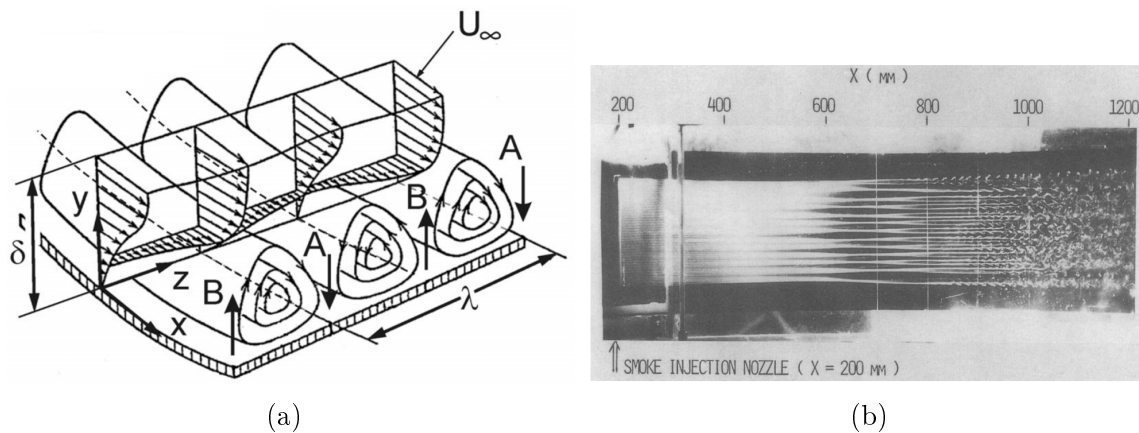 U∞
A
B
A
B
y
δ
z
x
λ
X (MM)
200 400 600 800 1000 1200
SMOKE INJECTION NOZZLE ( X = 200 MM )
(a) (b)